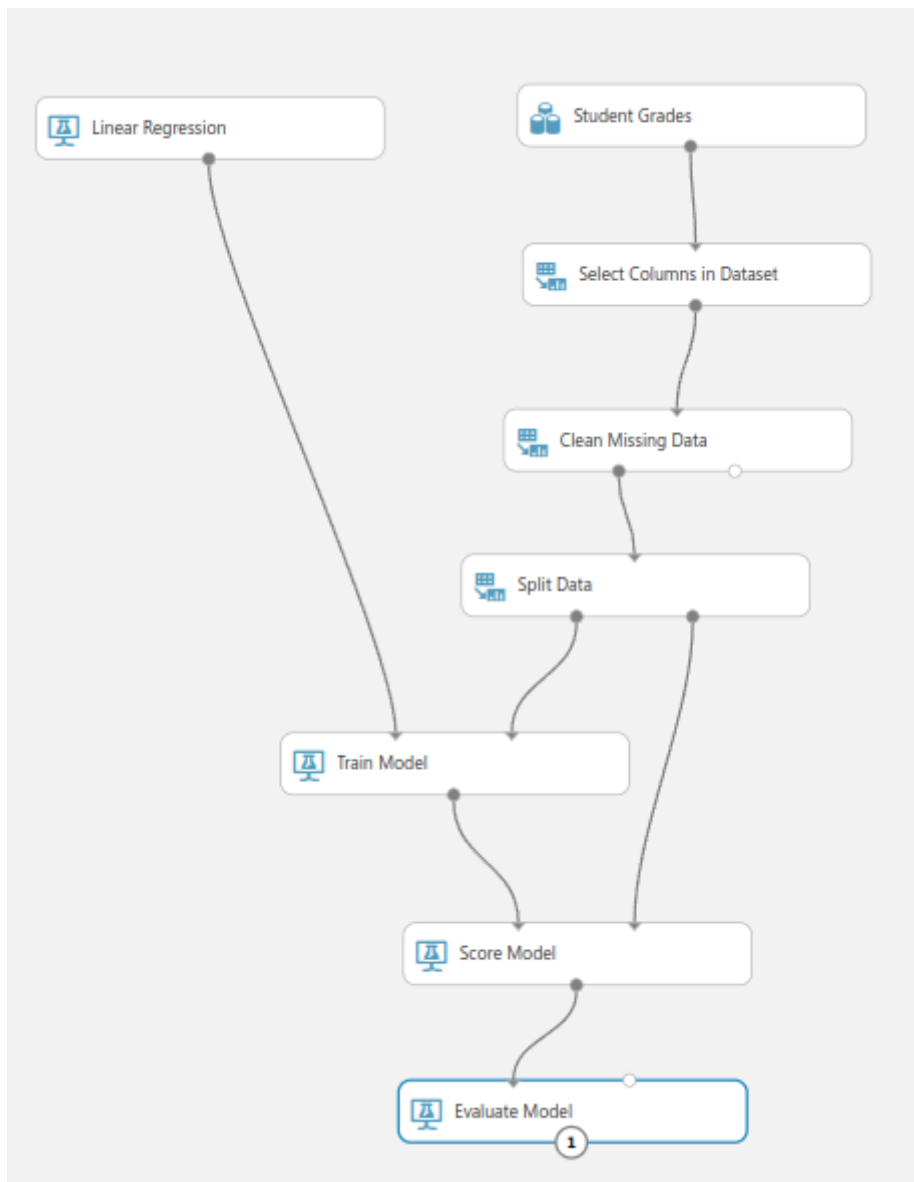 Linear Regression
Student Grades
Select Columns in Dataset
Clean Missing Data
Split Data
Train Model
Score Model
Evaluate Model
1